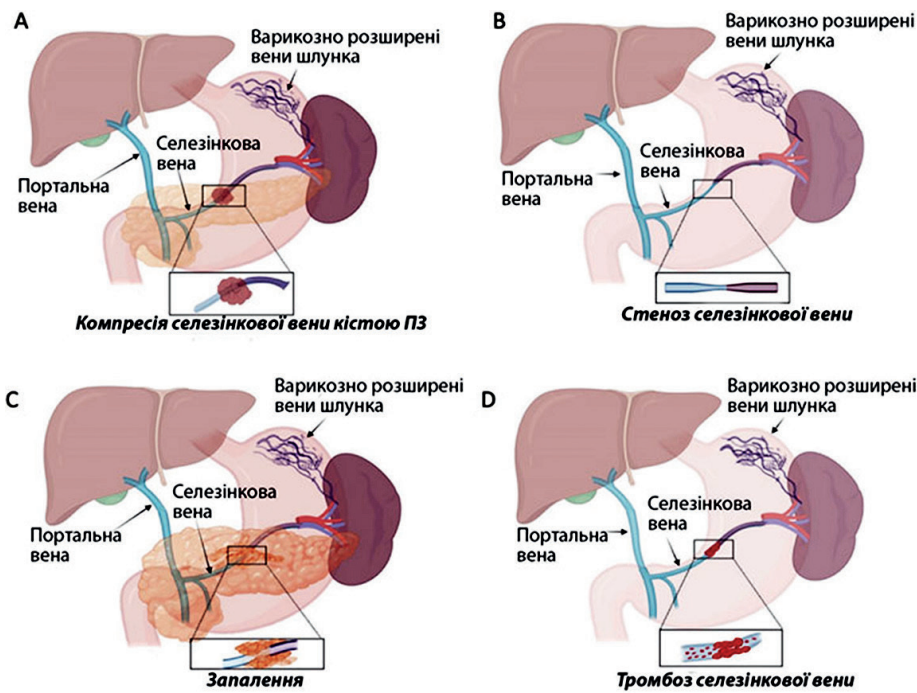 A
Варикозно розширені
вени шлунка
Селезінкова
вена
Портальна
вена
Компресія селезінкової вени кістою ПЗ
B
Варикозно розширені
вени шлунка
Селезінкова
вена
Портальна
вена
Стеноз селезінкової вени
C
Варикозно розширені
вени шлунка
Селезінкова
вена
Портальна
вена
Запалення
D
Варикозно розширені
вени шлунка
Селезінкова
вена
Портальна
вена
Тромбоз селезінкової вени